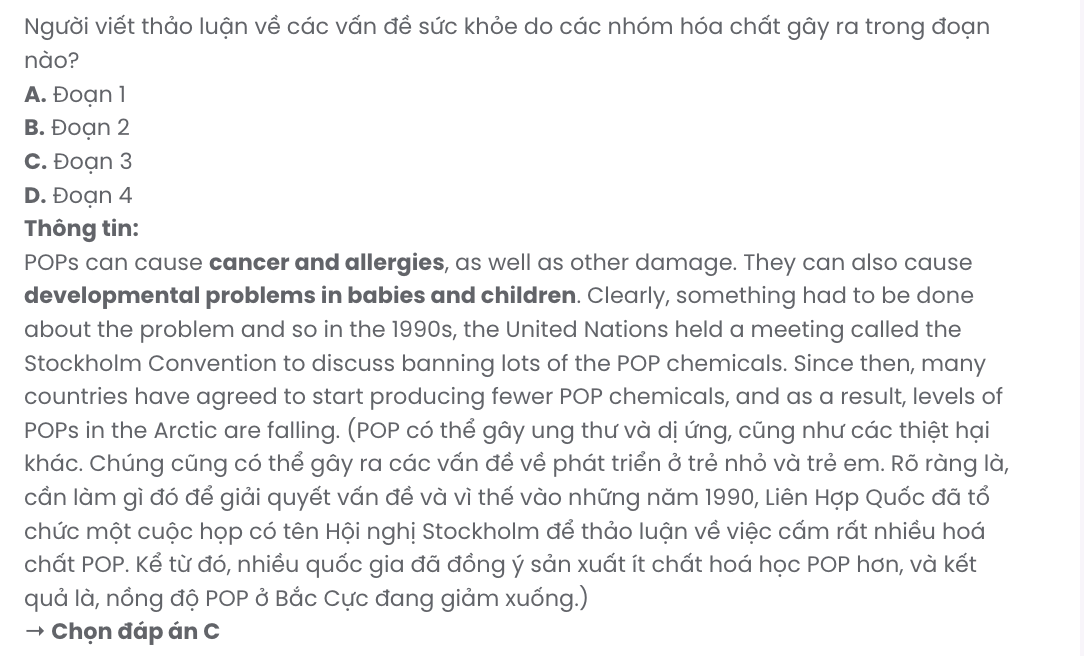 Người viết thảo luận về các vấn đề sức khỏe do các nhóm hóa chất gây ra trong đoạn
nào?
A. Đoạn 1
B. Đoạn 2
C. Đoạn 3
D. Đoạn 4
Thông tin:
POPs can cause cancer and allergies, as well as other damage. They can also cause
developmental problems in babies and children. Clearly, something had to be done
about the problem and so in the 1990s, the United Nations held a meeting called the
Stockholm Convention to discuss banning lots of the POP chemicals. Since then, many
countries have agreed to start producing fewer POP chemicals, and as a result, levels of
POPs in the Arctic are falling. (POP có thể gây ung thư và dị ứng, cũng như các thiệt hại
khác. Chúng cũng có thể gây ra các vấn đề về phát triển ở trẻ nhỏ và trẻ em. Rõ ràng là,
cần làm gì đó để giải quyết vấn đề và vì thế vào những năm 1990, Liên Hợp Quốc đã tổ
chức một cuộc họp có tên Hội nghị Stockholm để thảo luận về việc cấm rất nhiều hoá
chất POP. Kể từ đó, nhiều quốc gia đã đồng ý sản xuất ít chất hoá học POP hơn, và kết
quả là, nồng độ POP ở Bắc Cực đang giảm xuống.)
→ Chọn đáp án C